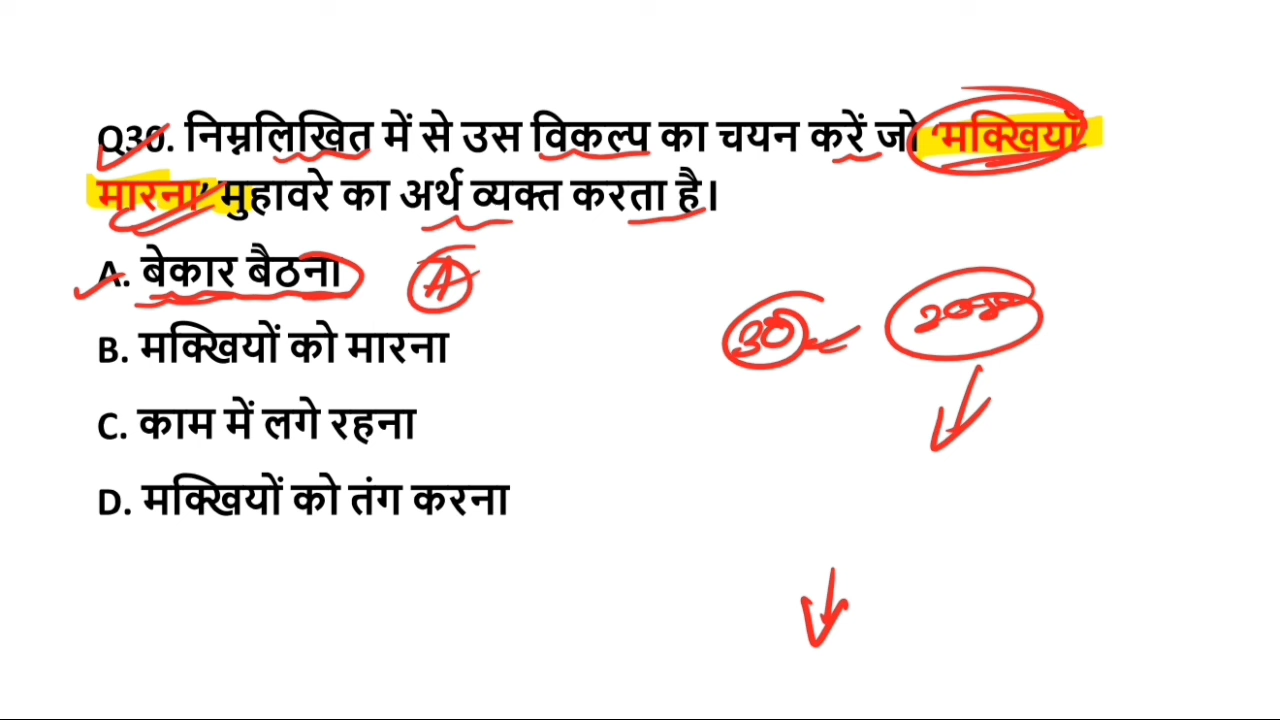 Q30. निम्नलिखित में से उस विकल्प का चयन करें जो 'मक्खियाँ
मारना' मुहावरे का अर्थ व्यक्त करता है।
A. बेकार बैठना A
B. मक्खियों को मारना 30
C. काम में लगे रहना
D. मक्खियों को तंग करना